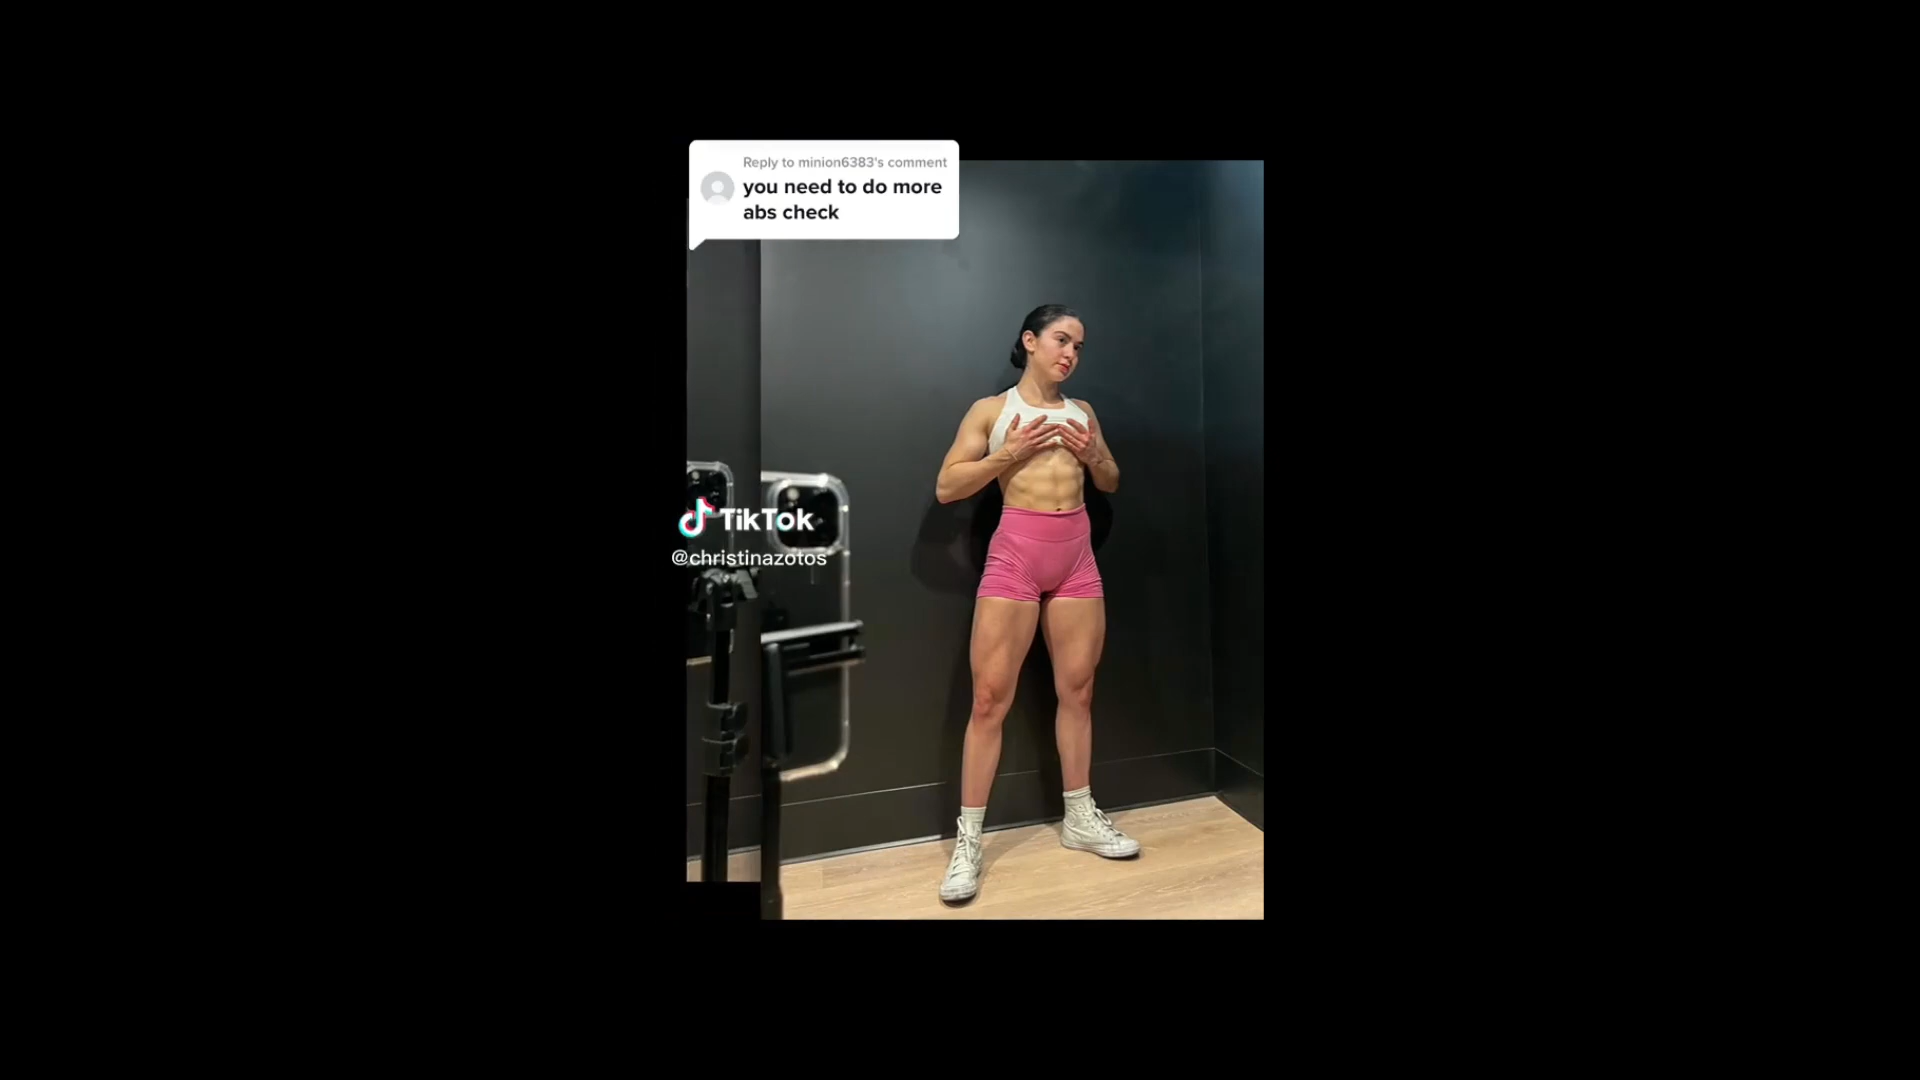 Reply to minion6383's comment
you need to do more
abs check
TikTok
@christinazotos